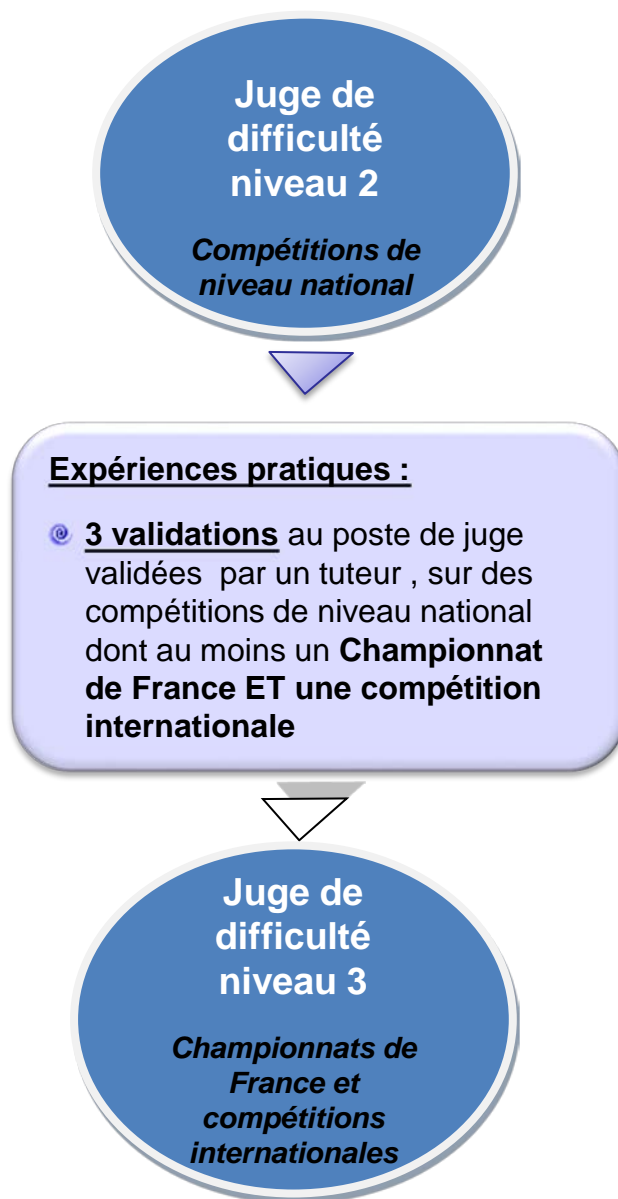 Juge de
difficulté
niveau 2
Compétitions de
niveau national
Expériences pratiques :
3 validations au poste de juge
validées  par un tuteur , sur des
compétitions de niveau national
dont au moins un Championnat
de France ET une compétition
internationale
Juge de
difficulté
niveau 3
Championnats de
France et
compétitions
internationales